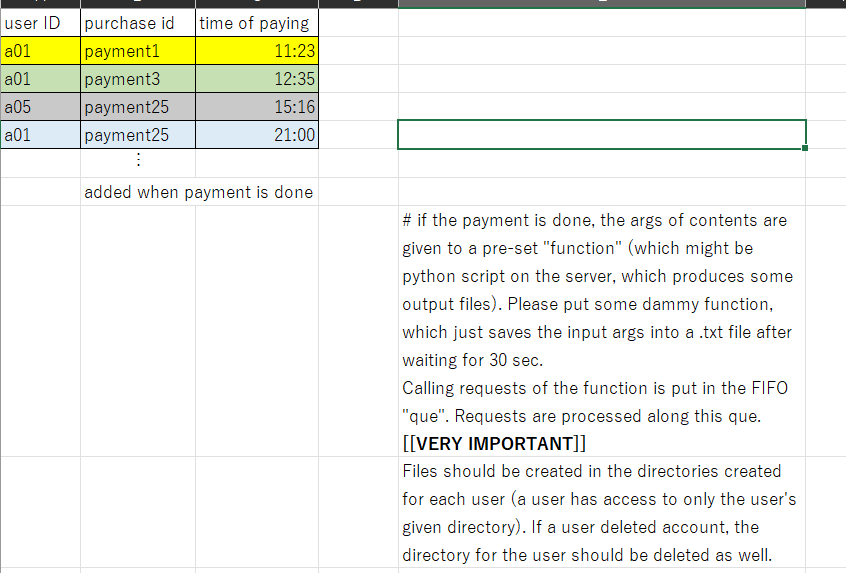 user ID purchase id time of paying
a01 payment1 11:23
a01 payment3 12:35
a05 payment25 15:16
a01 payment25 21:00
⋮
added when payment is done
# if the payment is done, the args of contents are
given to a pre-set "function" (which might be
python script on the server, which produces some
output files). Please put some dammy function,
which just saves the input args into a .txt file after
waiting for 30 sec.
Calling requests of the function is put in the FIFO
"que". Requests are processed along this que.
[[VERY IMPORTANT]]
Files should be created in the directories created
for each user (a user has access to only the user's
given directory). If a user deleted account, the
directory for the user should be deleted as well.